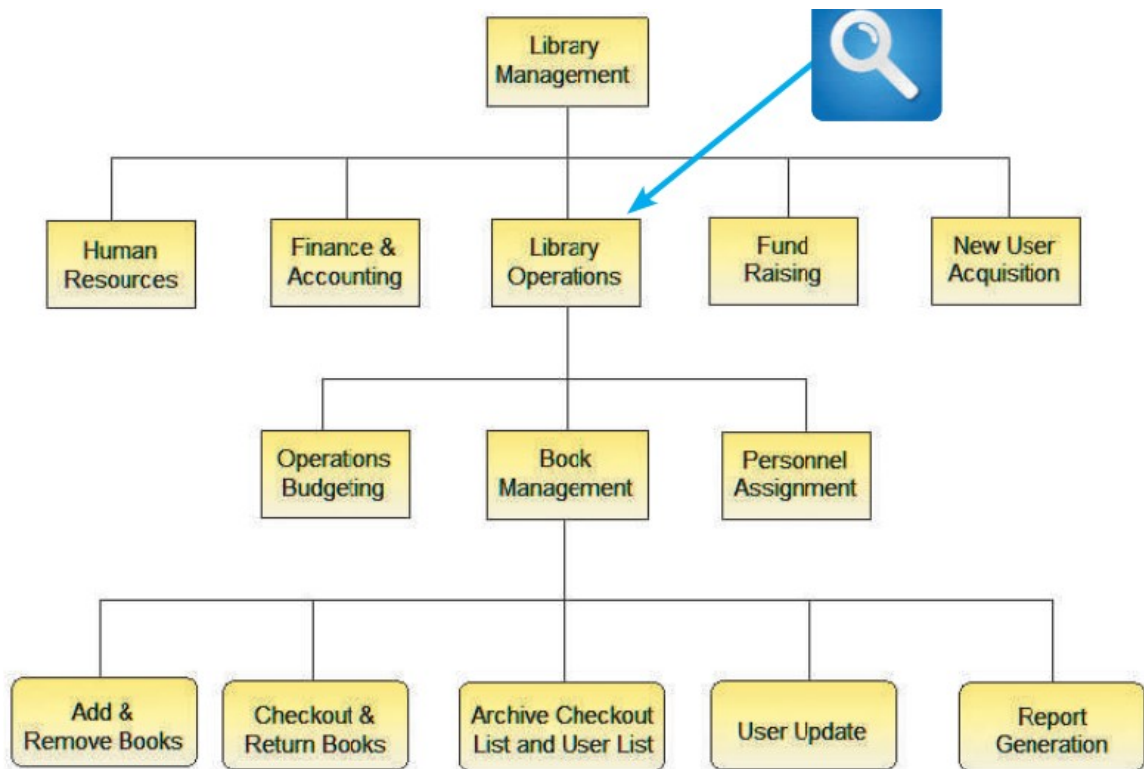 Library
Management
Human
Resources
Finance &
Accounting
Library
Operations
Fund
Raising
New User
Acquisition
Operations
Budgeting
Book
Management
Personnel
Assignment
Add &
Remove Books
Checkout &
Return Books
Archive Checkout
List and User List
User Update
Report
Generation